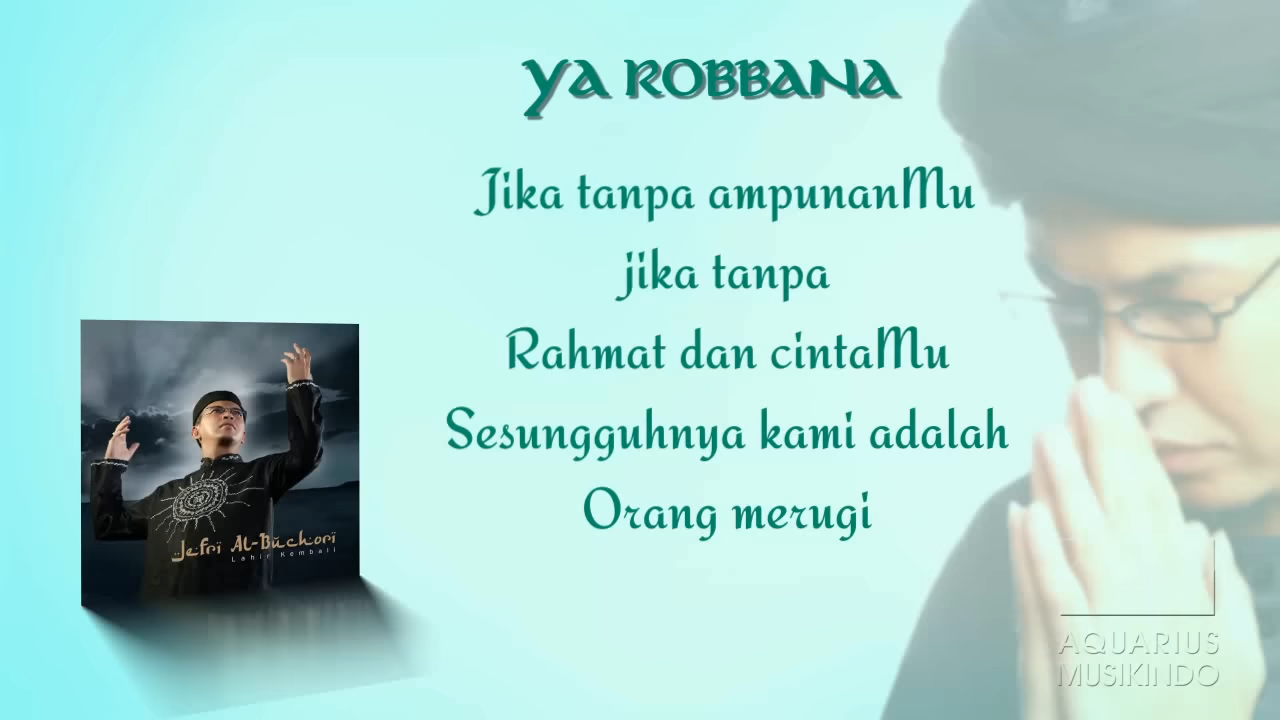 YA ROBBANA
Jika tanpa ampunanMu
jika tanpa
Rahmat dan cintaMu
Sesungguhnya kami adalah
Orang merugi
Jefri Al-Buchori
Lahir Kembali
AQUARIUS
MUSIKINDO